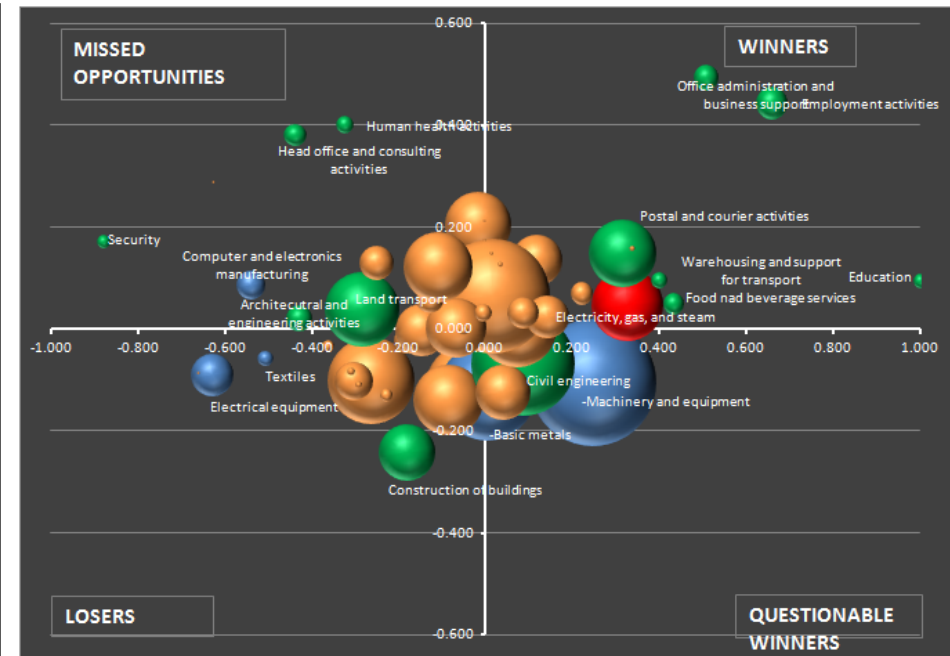 0.600
MISSED
OPPORTUNITIES
WINNERS
Office administration and
business support
Employment activities
0.400
Human health activities
Head office and consulting
activities
0.200
Postal and courier activities
Security
Computer and electronics
manufacturing
Warehousing and support
for transport
Education
Land transport
Architecutral and
engineering activities
Food nad beverage services
Electricity, gas, and steam
0.000
-1.000
-0.800
-0.600
-0.400
-0.200
0.000
0.200
0.400
0.600
0.800
1.000
Textiles
Civil engineering
Electrical equipment
-Machinery and equipment
-0.200
-Basic metals
Construction of buildings
-0.400
LOSERS
QUESTIONABLE
WINNERS
-0.600